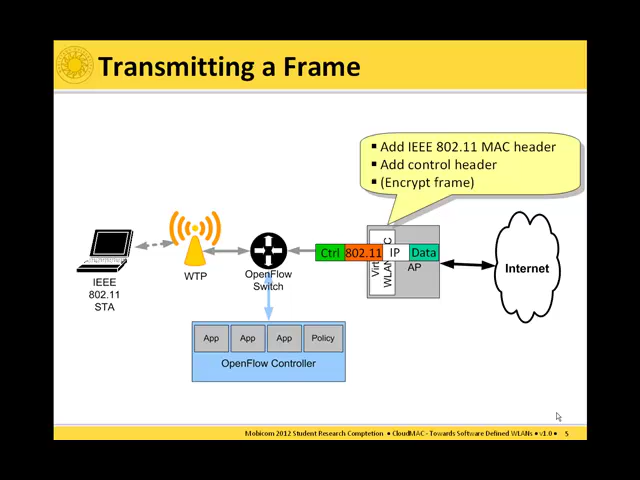 Transmitting a Frame
▪ Add IEEE 802.11 MAC header
▪ Add control header
▪ (Encrypt frame)
Ctrl 802.11 IP Data
AP
WLAN
Internet
WTP
OpenFlow
Switch
IEEE
802.11
STA
App App App Policy
OpenFlow Controller
Mobicom 2012 Student Research Comptetion ● CloudMAC - Towards Software Defined WLANs ● v1.0 ● 5